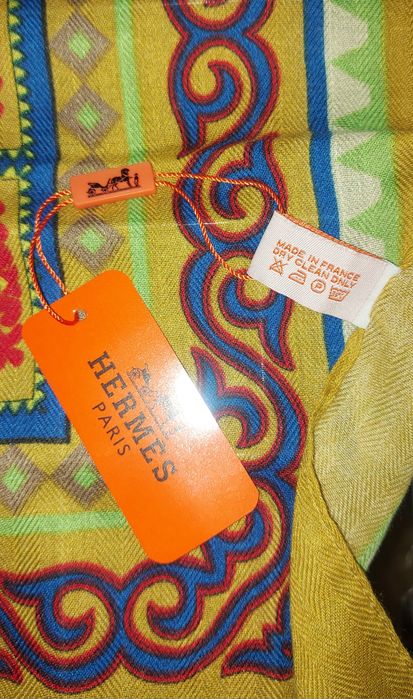 HERMES
PARIS
MADE IN FRANCE
DRY CLEAN ONLY
P